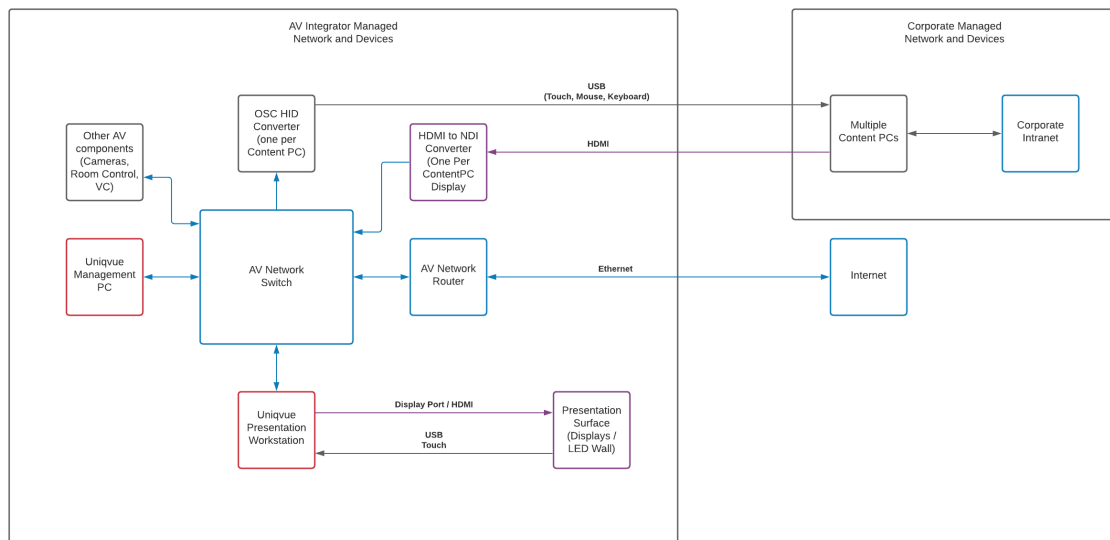 AV Integrator Managed
Network and Devices
Corporate Managed
Network and Devices
USB
(Touch, Mouse, Keyboard)
OSC HID
Converter
(one per
Content PC)
Multiple
Content PCs
Corporate
Intranet
Other AV
components
(Cameras,
Room Control,
VC)
HDMI to NDI
Converter
(One Per
ContentPC
Display
HDMI
Uniqvue
Management
PC
AV Network
Switch
AV Network
Router
Ethernet
Internet
Uniqvue
Presentation
Workstation
Display Port / HDMI
USB
Touch
Presentation
Surface
(Displays /
LED Wall)